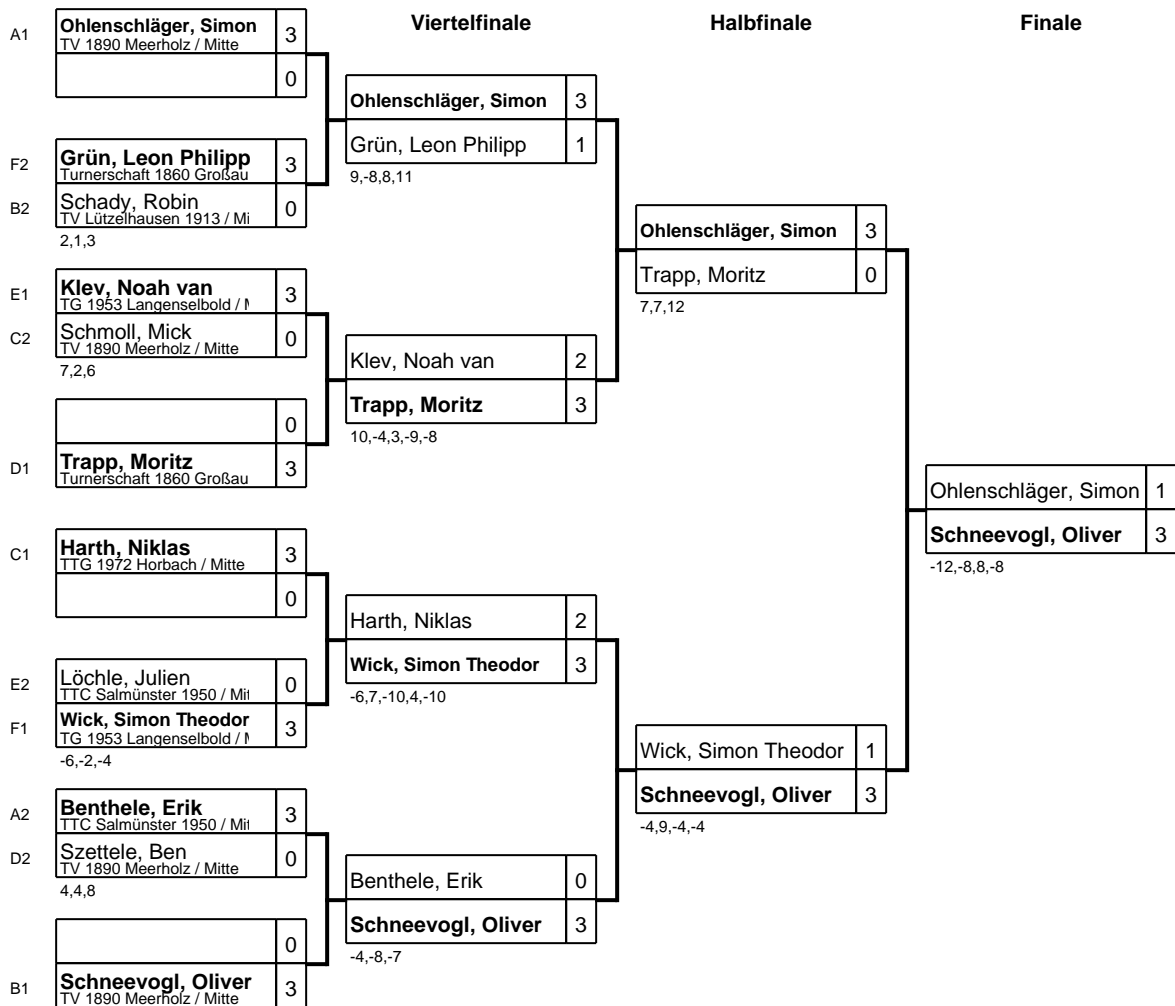 Viertelfinale Halbfinale Finale
A1 Ohlenschläger, Simon 3
TV 1890 Meerholz / Mitte
0
F2 Grün, Leon Philipp 3
Turnerschaft 1860 Großau
B2 Schady, Robin 0
TV Lützelhausen 1913 / Mi
2,1,3
E1 Klev, Noah van 3
TG 1953 Langenselbold /
C2 Schmoll, Mick 0
TV 1890 Meerholz / Mitte
7,2,6
0
D1 Trapp, Moritz 3
Turnerschaft 1860 Großau
C1 Harth, Niklas 3
TTG 1972 Horbach / Mitte
0
E2 Löchle, Julien 0
TTC Salmünster 1950 / Mit
F1 Wick, Simon Theodor 3
TG 1953 Langenselbold /
-6,-2,-4
A2 Benthele, Erik 3
TTC Salmünster 1950 / Mit
D2 Szettele, Ben 0
TV 1890 Meerholz / Mitte
4,4,8
0
B1 Schneevogl, Oliver 3
TV 1890 Meerholz / Mitte
Ohlenschläger, Simon 3
Grün, Leon Philipp 1
9,-8,8,11
Klev, Noah van 2
Trapp, Moritz 3
10,-4,3,-9,-8
Harth, Niklas 2
Wick, Simon Theodor 3
-6,7,-10,4,-10
Benthele, Erik 0
Schneevogl, Oliver 3
-4,-8,-7
Ohlenschläger, Simon 3
Trapp, Moritz 0
7,7,12
Wick, Simon Theodor 1
Schneevogl, Oliver 3
-4,9,-4,-4
Ohlenschläger, Simon 1
Schneevogl, Oliver 3
-12,-8,8,-8